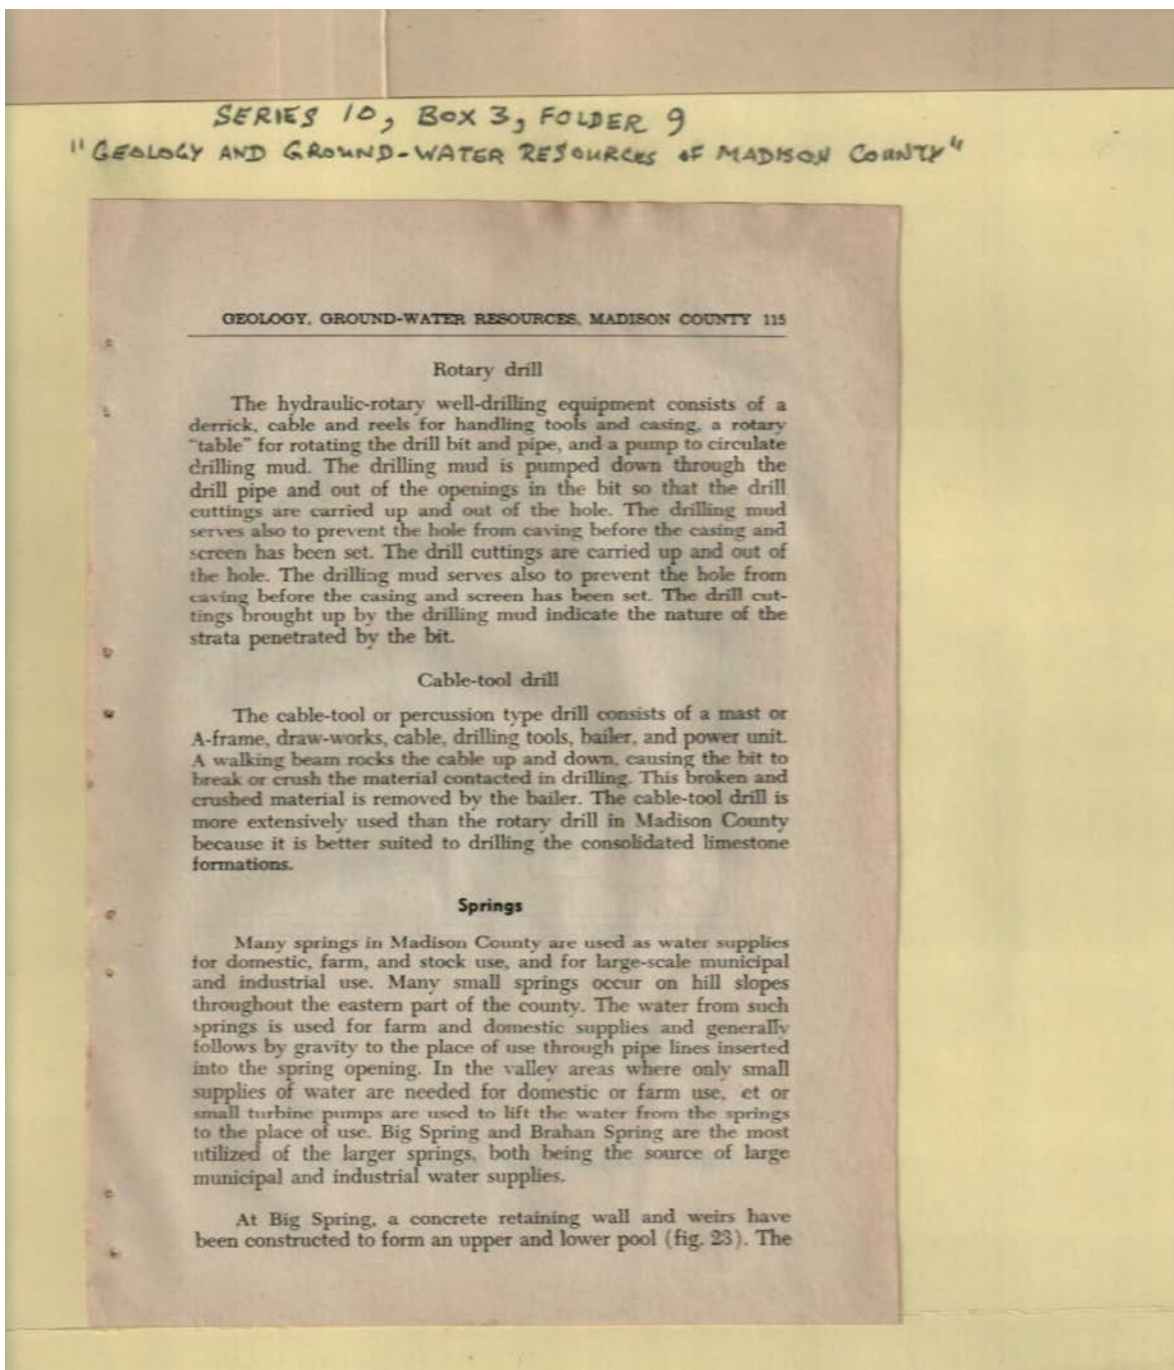 SERIES 10, BOX 3, FOLDER 9
"GEOLOGY AND GROUND-WATER RESOURCES OF MADISON COUNTY"
GEOLOGY, GROUND-WATER RESOURCES, MADISON COUNTY 115
Rotary drill
The hydraulic-rotary well-drilling equipment consists of a
derrick, cable and reels for handling tools and casing, a rotary
"table" for rotating the drill bit and pipe, and a pump to circulate
drilling mud. The drilling mud is pumped down through the
drill pipe and out of the openings in the bit so that the drill
cuttings are carried up and out of the hole. The drilling mud
serves also to prevent the hole from caving before the casing and
screen has been set. The drill cuttings are carried up and out of
the hole. The drilling mud serves also to prevent the hole from
caving before the casing and screen has been set. The drill cut-
tings brought up by the drilling mud indicate the nature of the
strata penetrated by the bit.
Cable-tool drill
The cable-tool or percussion type drill consists of a mast or
A-frame, draw-works, cable, drilling tools, bailer, and power unit.
A walking beam rocks the cable up and down, causing the bit to
break or crush the material contacted in drilling. This broken and
crushed material is removed by the bailer. The cable-tool drill is
more extensively used than the rotary drill in Madison County
because it is better suited to drilling the consolidated limestone
formations.
Springs
Many springs in Madison County are used as water supplies
for domestic, farm, and stock use, and for large-scale municipal
and industrial use. Many small springs occur on hill slopes
throughout the eastern part of the county. The water from such
springs is used for farm and domestic supplies and generally
follows by gravity to the place of use through pipe lines inserted
into the spring opening. In the valley areas where only small
supplies of water are needed for domestic or farm use, et or
small turbine pumps are used to lift the water from the springs
to the place of use. Big Spring and Brahan Spring are the most
utilized of the larger springs, both being the source of large
municipal and industrial water supplies.
At Big Spring, a concrete retaining wall and weirs have
been constructed to form an upper and lower pool (fig. 23). The